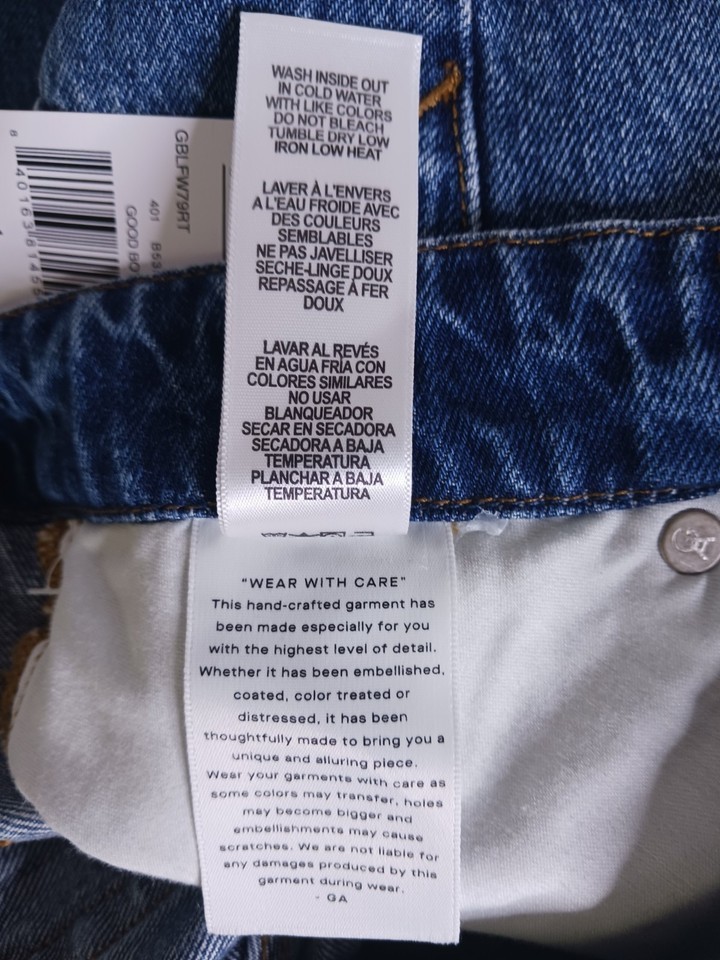 WASH INSIDE OUT
IN COLD WATER
WITH LIKE COLORS
DO NOT BLEACH
TUMBLE DRY LOW
IRON LOW HEAT
LAVER À L'ENVERS
A L'EAU FROIDE AVEC
DES COULEURS
SEMBLABLES
NE PAS JAVELLISER
SECHE-LINGE DOUX
REPASSAGE À FER
DOUX
LAVAR AL REVÉS
EN AGUA FRÍA CON
COLORES SIMILARES
NO USAR
BLANQUEADOR
SECAR EN SECADORA
SECADORA A BAJA
TEMPERATURA
PLANCHAR A BAJA
TEMPERATURA
"WEAR WITH CARE"
This hand-crafted garment has
been made especially for you
with the highest level of detail.
Whether it has been embellished,
coated, color treated or
distressed, it has been
thoughtfully made to bring you a
unique and alluring piece.
Wear your garments with care as
some colors may transfer, holes
may become bigger and
embellishments may cause
scratches. We are not liable for
any damages produced by this
garment during wear.
- GA
GBLFW79RT
401
GOOD
8
40163814